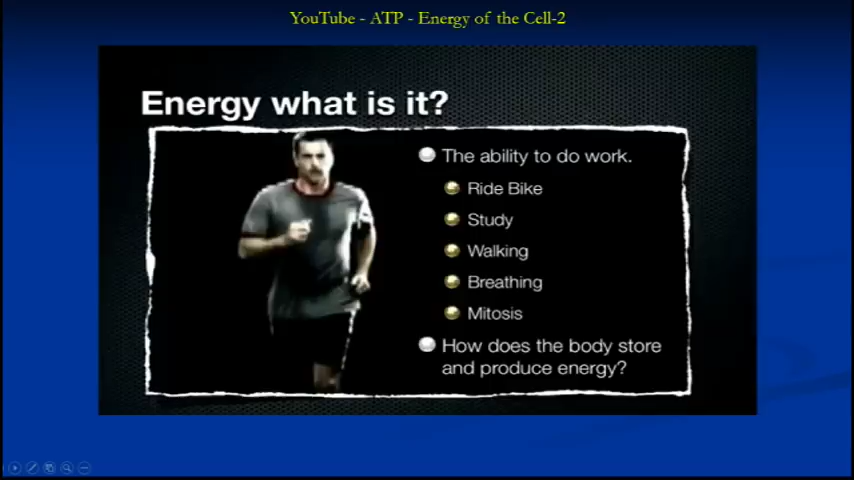 YouTube - ATP - Energy of the Cell-2
Energy what is it?
The ability to do work.
Ride Bike
Study
Walking
Breathing
Mitosis
How does the body store
and produce energy?